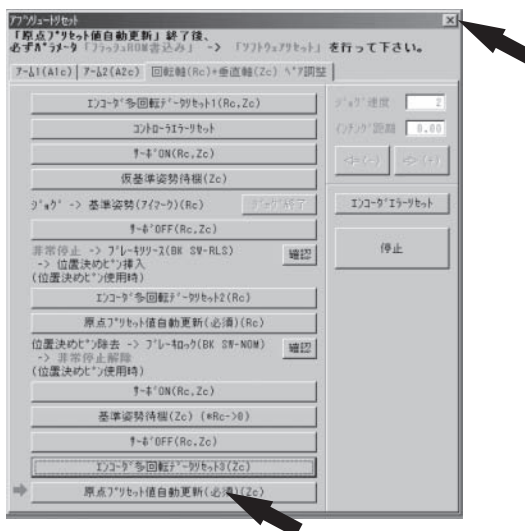 アブソリュートリセット
「原点プリセット値自動更新」終了後、
必ずパラメータ「フラッシュROM書込み」 -> 「ソフトウェアリセット」 を行って下さい。
アーム1(A1c) アーム2(A2c) 回転軸(Rc)+垂直軸(Zc) ペア調整
エンコーダ多回転データリセット1(Rc,Zc)
コントローラエラーリセット
サーボON(Rc,Zc)
仮基準姿勢待機(Zc)
ジョグ -> 基準姿勢(アイマーク)(Rc) ジョグ終了
サーボOFF(Rc,Zc)
非常停止 -> ブレーキリリース(BK SW-RLS)
-> 位置決めピン挿入
(位置決めピン使用時)
確認
エンコーダ多回転データリセット2(Rc)
原点プリセット値自動更新(必須)(Rc)
位置決めピン除去 -> ブレーキロック(BK SW-NOM)
-> 非常停止解除
(位置決めピン使用時)
確認
サーボON(Rc,Zc)
基準姿勢待機(Zc) (*Rc->0)
サーボOFF(Rc,Zc)
エンコーダ多回転データリセット3(Zc)
原点プリセット値自動更新(必須)(Zc)
ジョグ速度 2
インチング距離 0.00
<=(-) =>(+)
エンコーダエラーリセット
停止